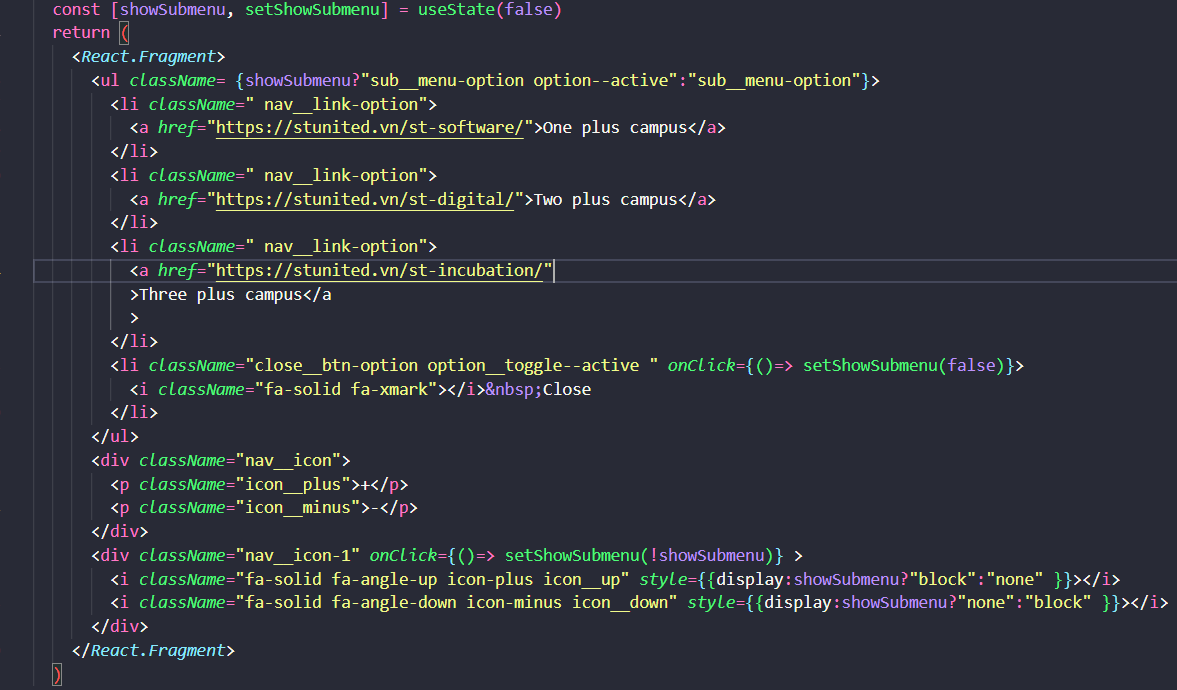 const [showSubmenu, setShowSubmenu] = useState(false)
return (
<React.Fragment>
<ul className= {showSubmenu?"sub__menu-option option--active":"sub__menu-option"}>
<li className=" nav__link-option">
<a href="https://stunited.vn/st-software/">One plus campus</a>
</li>
<li className=" nav__link-option">
<a href="https://stunited.vn/st-digital/">Two plus campus</a>
</li>
<li className=" nav__link-option">
<a href="https://stunited.vn/st-incubation/"
>Three plus campus</a
>
</li>
<li className="close__btn-option option__toggle--active " onClick={()=> setShowSubmenu(false)}>
<i className="fa-solid fa-xmark"></i>&nbsp;Close
</li>
</ul>
<div className="nav__icon">
<p className="icon__plus">+</p>
<p className="icon__minus">-</p>
</div>
<div className="nav__icon-1" onClick={()=> setShowSubmenu(!showSubmenu)} >
<i className="fa-solid fa-angle-up icon-plus icon__up" style={{display:showSubmenu?"block":"none" }}></i>
<i className="fa-solid fa-angle-down icon-minus icon__down" style={{display:showSubmenu?"none":"block" }}></i>
</div>
</React.Fragment>
)